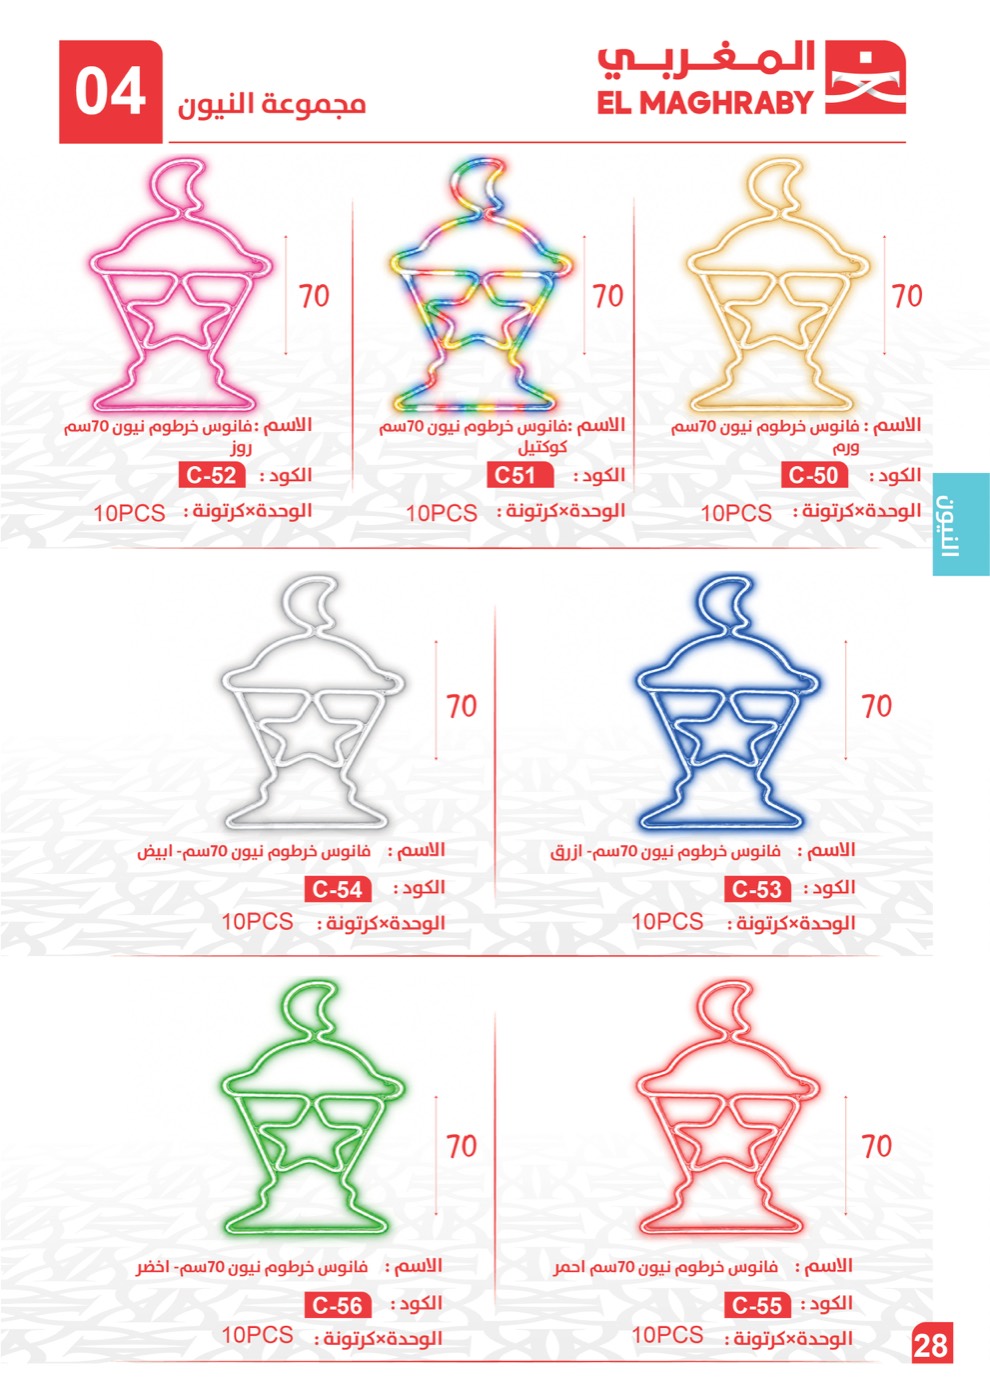 المغربي
EL MAGHRABY
مجموعة النيون
04
70
70
70
الاسم : فانوس خرطوم نيون 70سم
ورم
الكود : C-50
الوحدة×كرتونة : 10PCS
الاسم :فانوس خرطوم نيون 70سم
كوكتيل
الكود : C51
الوحدة×كرتونة : 10PCS
الاسم :فانوس خرطوم نيون 70سم
روز
الكود : C-52
الوحدة×كرتونة : 10PCS
النيون
70
70
الاسم : فانوس خرطوم نيون 70سم- ازرق
الكود : C-53
الوحدة×كرتونة : 10PCS
الاسم : فانوس خرطوم نيون 70سم- ابيض
الكود : C-54
الوحدة×كرتونة : 10PCS
70
70
الاسم : فانوس خرطوم نيون 70سم احمر
الكود : C-55
الوحدة×كرتونة : 10PCS
الاسم : فانوس خرطوم نيون 70سم- اخضر
الكود : C-56
الوحدة×كرتونة : 10PCS
28